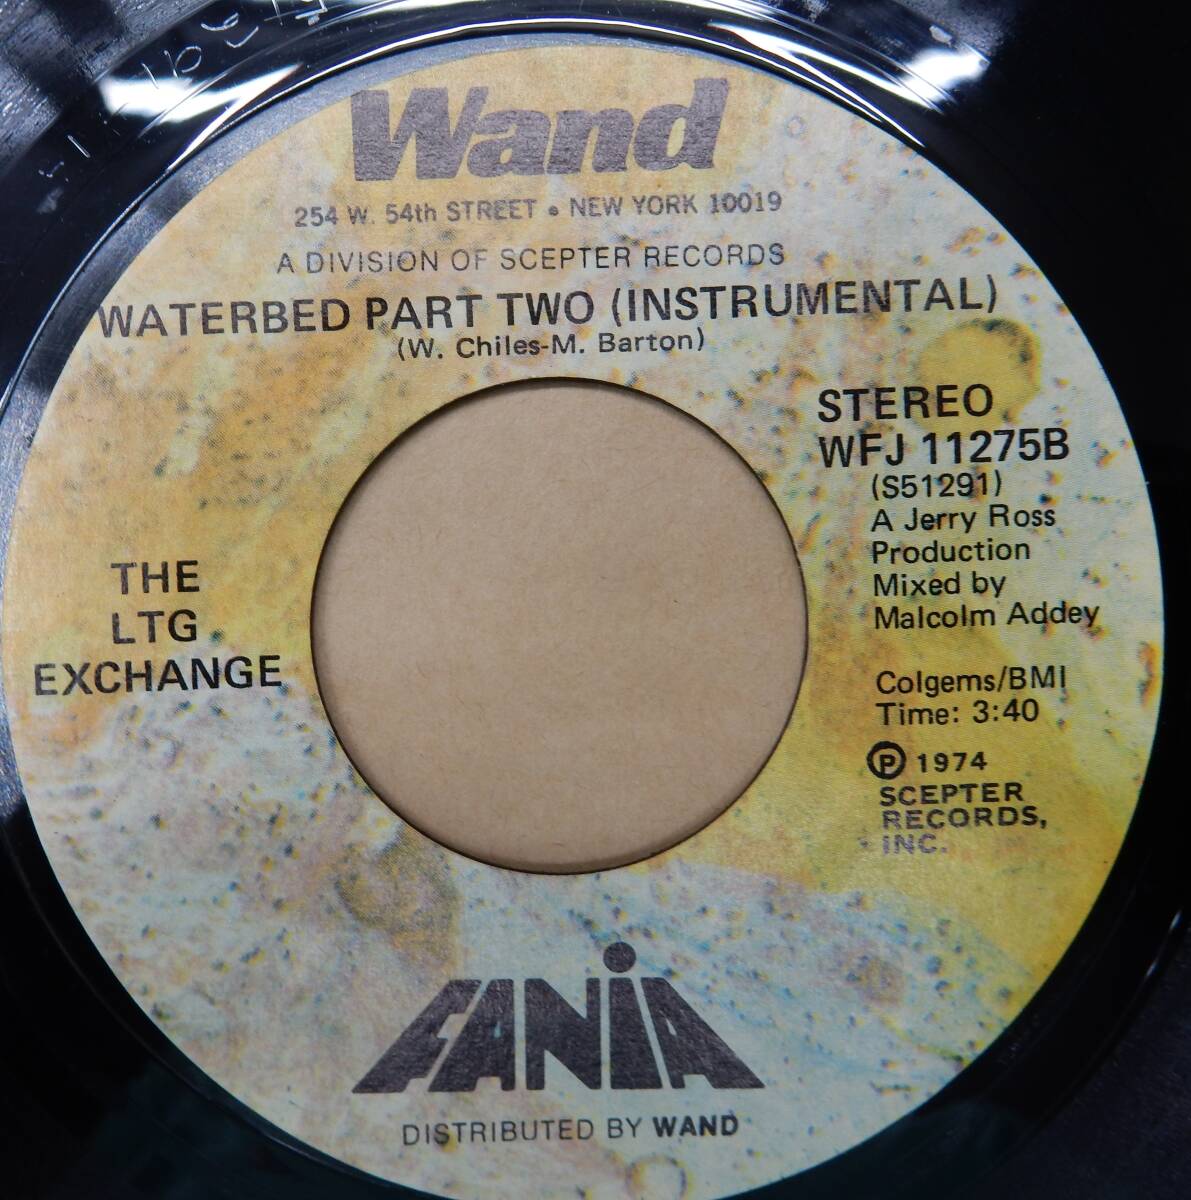 Wand
254 W. 54th STREET • NEW YORK 10019
A DIVISION OF SCEPTER RECORDS
WATERBED PART TWO (INSTRUMENTAL)
(W. Chiles-M. Barton)
STEREO
WFJ 11275B
(S51291)
A Jerry Ross
Production
Mixed by
Malcolm Addey
THE
LTG
EXCHANGE
Colgems/BMI
Time: 3:40
℗ 1974
SCEPTER
RECORDS,
INC.
FANiA
DISTRIBUTED BY WAND